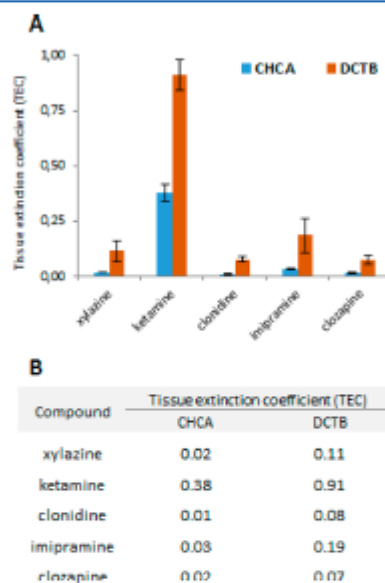 A
Tissue extinction coefficient (TEC)
1,00
0,75
0,50
0,25
0,00
CHCA DCTB
xylazine
ketamine
clonidine
imipramine
clozapine
B
Compound Tissue extinction coefficient (TEC)
CHCA DCTB
xylazine 0.02 0.11
ketamine 0.38 0.91
clonidine 0.01 0.08
imipramine 0.03 0.19
clozapine 0.02 0.07